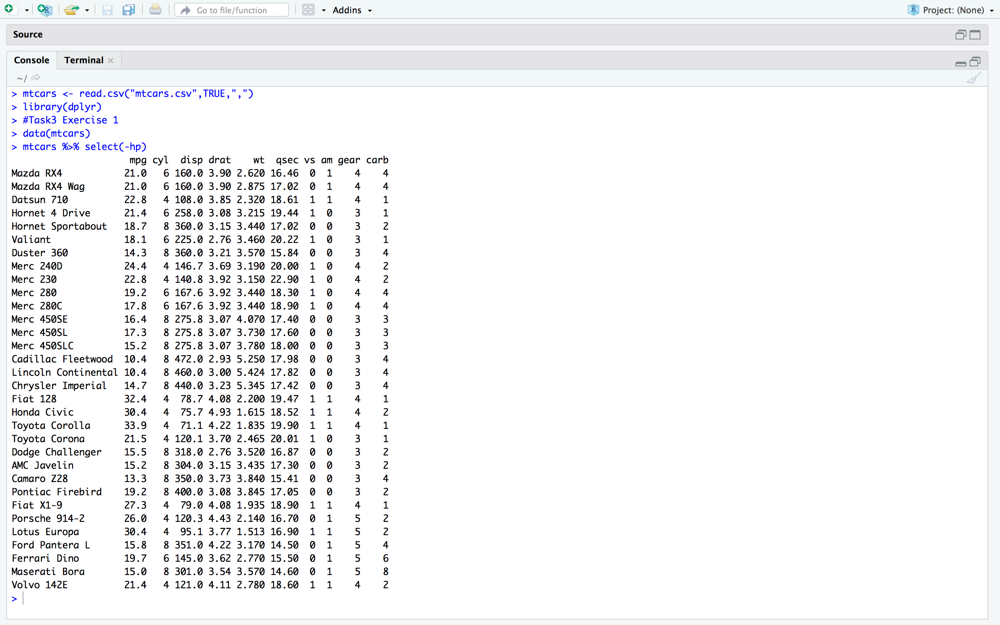 Go to file/function Addins Project: (None)
Source
Console Terminal
~/
> mtcars <- read.csv("mtcars.csv",TRUE,",")
> library(dplyr)
> #Task3 Exercise 1
> data(mtcars)
> mtcars %>% select(-hp)
                     mpg cyl  disp drat    wt  qsec vs am gear carb
Mazda RX4           21.0   6 160.0 3.90 2.620 16.46  0  1    4    4
Mazda RX4 Wag       21.0   6 160.0 3.90 2.875 17.02  0  1    4    4
Datsun 710          22.8   4 108.0 3.85 2.320 18.61  1  1    4    1
Hornet 4 Drive      21.4   6 258.0 3.08 3.215 19.44  1  0    3    1
Hornet Sportabout   18.7   8 360.0 3.15 3.440 17.02  0  0    3    2
Valiant             18.1   6 225.0 2.76 3.460 20.22  1  0    3    1
Duster 360          14.3   8 360.0 3.21 3.570 15.84  0  0    3    4
Merc 240D           24.4   4 146.7 3.69 3.190 20.00  1  0    4    2
Merc 230            22.8   4 140.8 3.92 3.150 22.90  1  0    4    2
Merc 280            19.2   6 167.6 3.92 3.440 18.30  1  0    4    4
Merc 280C           17.8   6 167.6 3.92 3.440 18.90  1  0    4    4
Merc 450SE          16.4   8 275.8 3.07 4.070 17.40  0  0    3    3
Merc 450SL          17.3   8 275.8 3.07 3.730 17.60  0  0    3    3
Merc 450SLC         15.2   8 275.8 3.07 3.780 18.00  0  0    3    3
Cadillac Fleetwood  10.4   8 472.0 2.93 5.250 17.98  0  0    3    4
Lincoln Continental 10.4   8 460.0 3.00 5.424 17.82  0  0    3    4
Chrysler Imperial   14.7   8 440.0 3.23 5.345 17.42  0  0    3    4
Fiat 128            32.4   4  78.7 4.08 2.200 19.47  1  1    4    1
Honda Civic         30.4   4  75.7 4.93 1.615 18.52  1  1    4    2
Toyota Corolla      33.9   4  71.1 4.22 1.835 19.90  1  1    4    1
Toyota Corona       21.5   4 120.1 3.70 2.465 20.01  1  0    3    1
Dodge Challenger    15.5   8 318.0 2.76 3.520 16.87  0  0    3    2
AMC Javelin         15.2   8 304.0 3.15 3.435 17.30  0  0    3    2
Camaro Z28          13.3   8 350.0 3.73 3.840 15.41  0  0    3    4
Pontiac Firebird    19.2   8 400.0 3.08 3.845 17.05  0  0    3    2
Fiat X1-9           27.3   4  79.0 4.08 1.935 18.90  1  1    4    1
Porsche 914-2       26.0   4 120.3 4.43 2.140 16.70  0  1    5    2
Lotus Europa        30.4   4  95.1 3.77 1.513 16.90  1  1    5    2
Ford Pantera L      15.8   8 351.0 4.22 3.170 14.50  0  1    5    4
Ferrari Dino        19.7   6 145.0 3.62 2.770 15.50  0  1    5    6
Maserati Bora       15.0   8 301.0 3.54 3.570 14.60  0  1    5    8
Volvo 142E          21.4   4 121.0 4.11 2.780 18.60  1  1    4    2
>